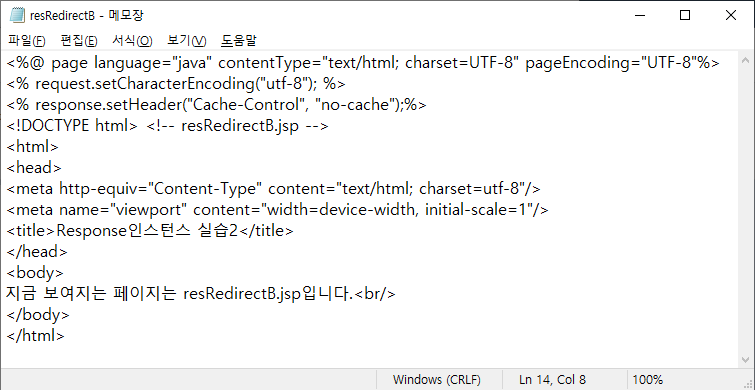 resRedirectB - 메모장
파일(F) 편집(E) 서식(O) 보기(V) 도움말
<%@ page language="java" contentType="text/html; charset=UTF-8" pageEncoding="UTF-8"%>
<% request.setCharacterEncoding("utf-8"); %>
<% response.setHeader("Cache-Control", "no-cache");%>
<!DOCTYPE html> <!-- resRedirectB.jsp -->
<html>
<head>
<meta http-equiv="Content-Type" content="text/html; charset=utf-8"/>
<meta name="viewport" content="width=device-width, initial-scale=1"/>
<title>Response인스턴스 실습2</title>
</head>
<body>
지금 보여지는 페이지는 resRedirectB.jsp입니다.<br/>
</body>
</html>
Windows (CRLF) Ln 14, Col 8 100%